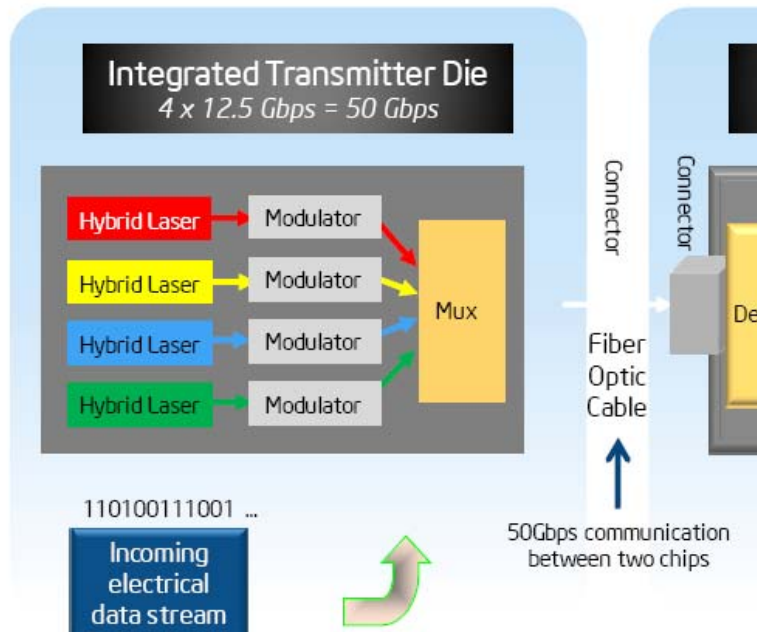 Integrated Transmitter Die
4 x 12.5 Gbps = 50 Gbps
Hybrid Laser
Modulator
Hybrid Laser
Modulator
Hybrid Laser
Modulator
Hybrid Laser
Modulator
Mux
Connector
Connector
De
Fiber
Optic
Cable
110100111001 ...
Incoming
electrical
data stream
50Gbps communication
between two chips